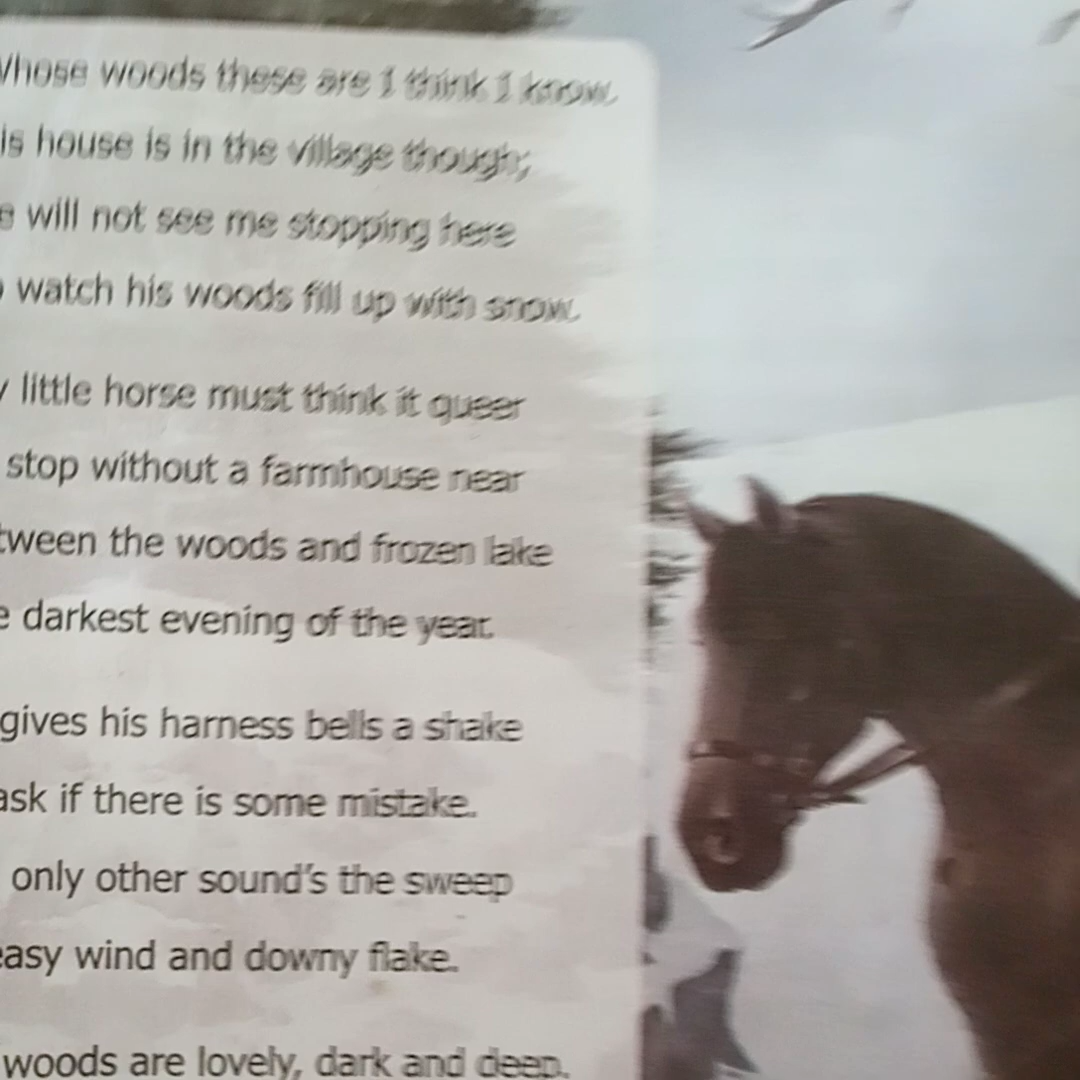 Whose woods these are I think I know.
is house is in the village though;
e will not see me stopping here
o watch his woods fill up with snow.
y little horse must think it queer
stop without a farmhouse near
tween the woods and frozen lake
e darkest evening of the year.
gives his harness bells a shake
ask if there is some mistake.
only other sound's the sweep
easy wind and downy flake.
woods are lovely, dark and deep.